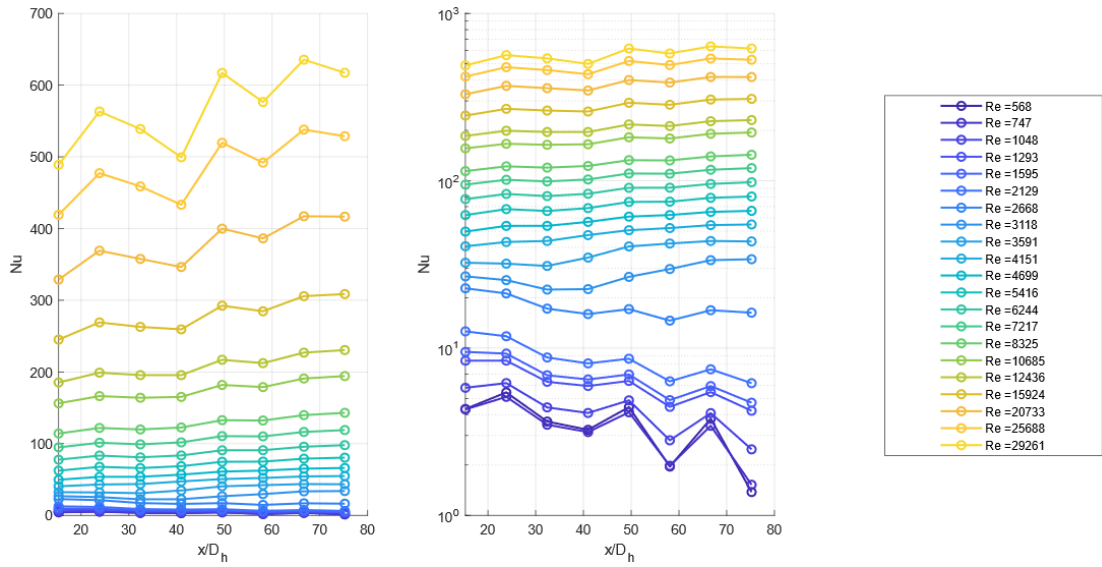 700
600
500
400
300
200
100
0
Nu
20
30
40
50
60
70
80
x/D_h
10^3
10^2
10^1
10^0
Nu
20
30
40
50
60
70
80
x/D_h
Re =568
Re =747
Re =1048
Re =1293
Re =1595
Re =2129
Re =2668
Re =3118
Re =3591
Re =4151
Re =4699
Re =5416
Re =6244
Re =7217
Re =8325
Re =10685
Re =12436
Re =15924
Re =20733
Re =25688
Re =29261